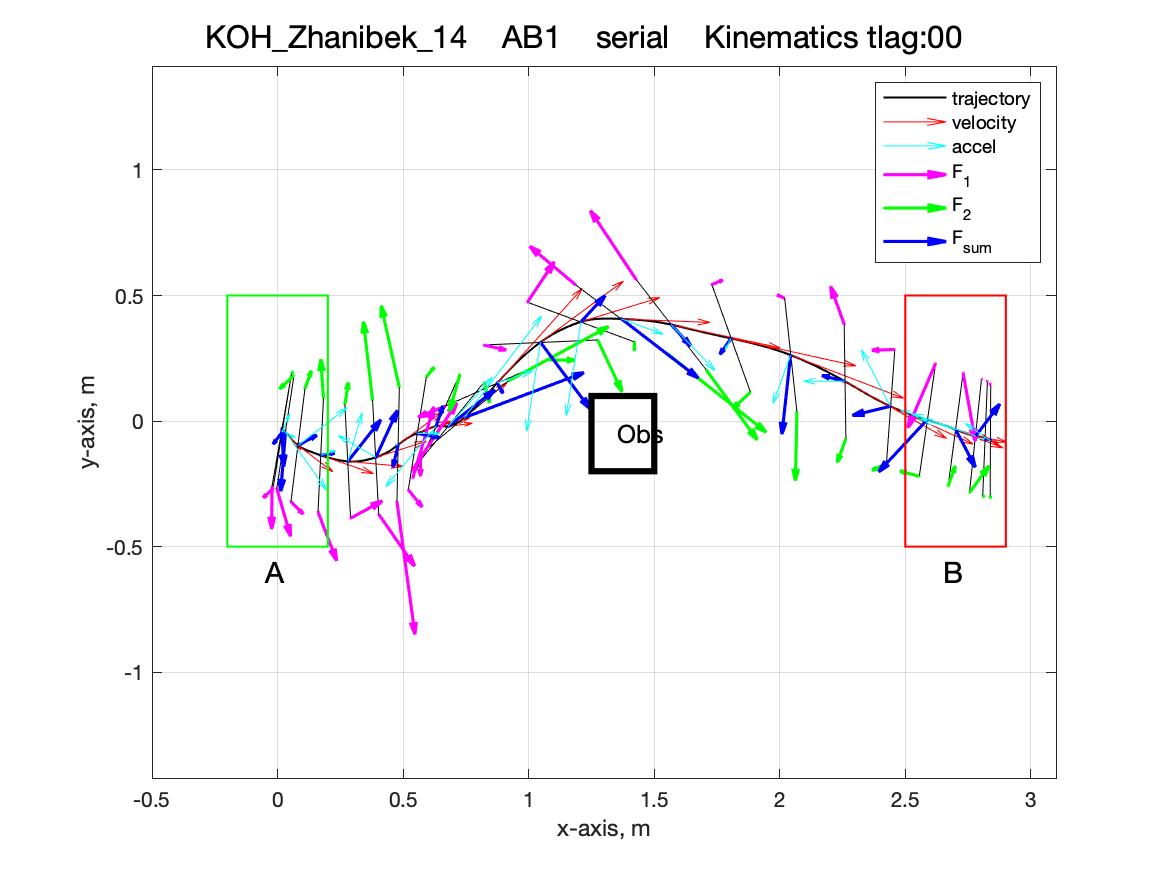 KOH_Zhanibek_14 AB1 serial Kinematics tlag:00
trajectory
velocity
accel
F1
F2
Fsum
1
0.5
0
-0.5
-1
y-axis, m
Obs
A
B
-0.5 0 0.5 1 1.5 2 2.5 3
x-axis, m